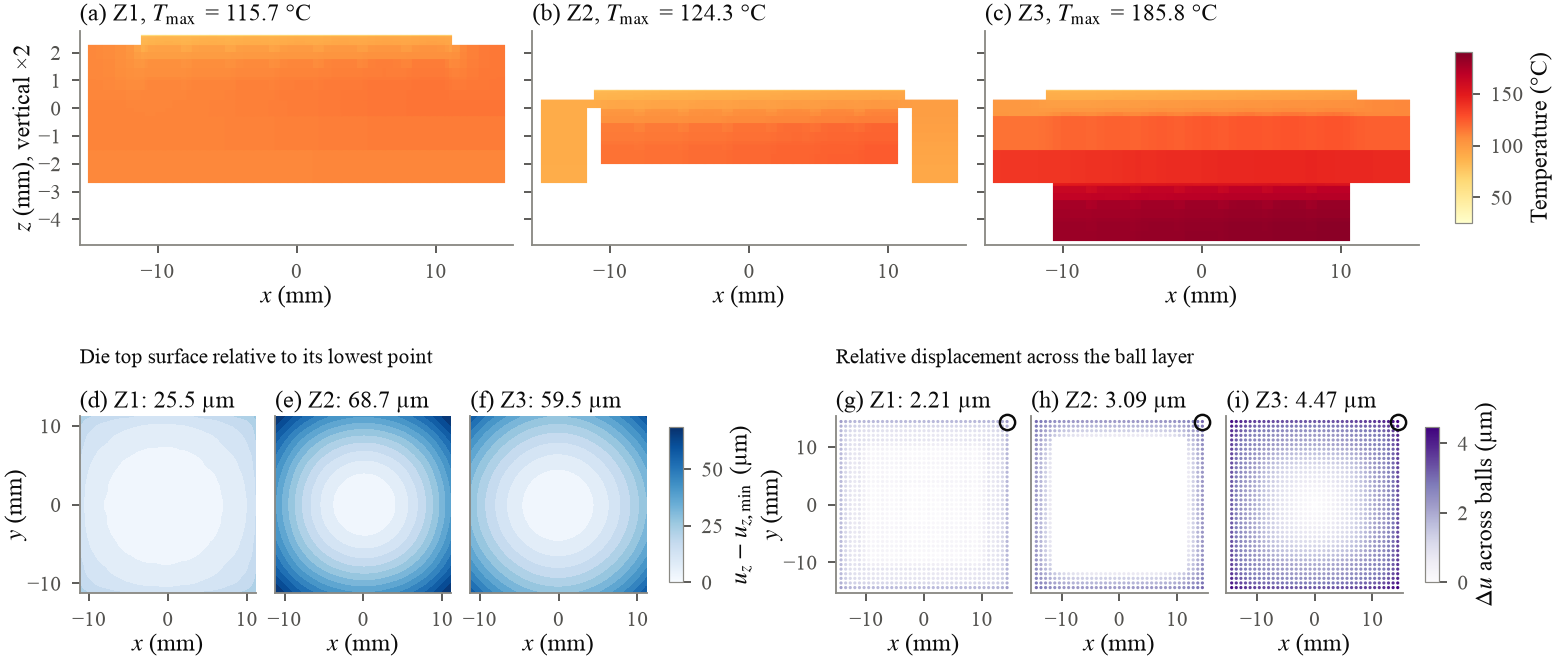 (a) Z1, Tmax = 115.7 °C
(b) Z2, Tmax = 124.3 °C
(c) Z3, Tmax = 185.8 °C
z (mm), vertical ×2
2
1
0
−1
−2
−3
−4
−10 0 10
x (mm)
−10 0 10
x (mm)
−10 0 10
x (mm)
150
100
50
Temperature (°C)
Die top surface relative to its lowest point
(d) Z1: 25.5 µm
(e) Z2: 68.7 µm
(f) Z3: 59.5 µm
y (mm)
10
0
−10
−10 0 10
x (mm)
−10 0 10
x (mm)
−10 0 10
x (mm)
50
25
0
uz − uz,min (µm)
Relative displacement across the ball layer
(g) Z1: 2.21 µm
(h) Z2: 3.09 µm
(i) Z3: 4.47 µm
y (mm)
10
0
−10
−10 0 10
x (mm)
−10 0 10
x (mm)
−10 0 10
x (mm)
4
2
0
Δu across balls (µm)